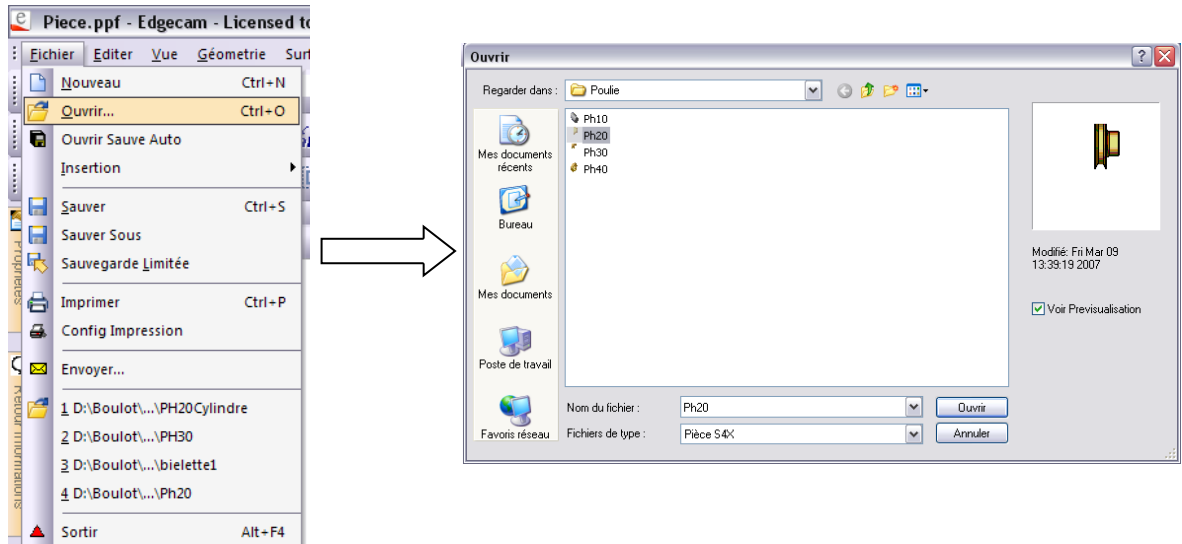 Piece.ppf - Edgecam - Licensed to
Fichier Editer Vue Géometrie Surf
Nouveau Ctrl+N
Ouvrir... Ctrl+O
Ouvrir Sauve Auto
Insertion
Sauver Ctrl+S
Sauver Sous
Sauvegarde Limitée
Imprimer Ctrl+P
Config Impression
Envoyer...
1 D:\Boulot\...\PH20Cylindre
2 D:\Boulot\...\PH30
3 D:\Boulot\...\bielette1
4 D:\Boulot\...\Ph20
Sortir Alt+F4
Propriétés
Retour Informations
Ouvrir
Regarder dans : Poulie
Ph10
Ph20
Ph30
Ph40
Mes documents
récents
Bureau
Mes documents
Poste de travail
Favoris réseau
Nom du fichier : Ph20 Ouvrir
Fichiers de type : Pièce S4X Annuler
Modifié: Fri Mar 09
13:39:19 2007
Voir Previsualisation